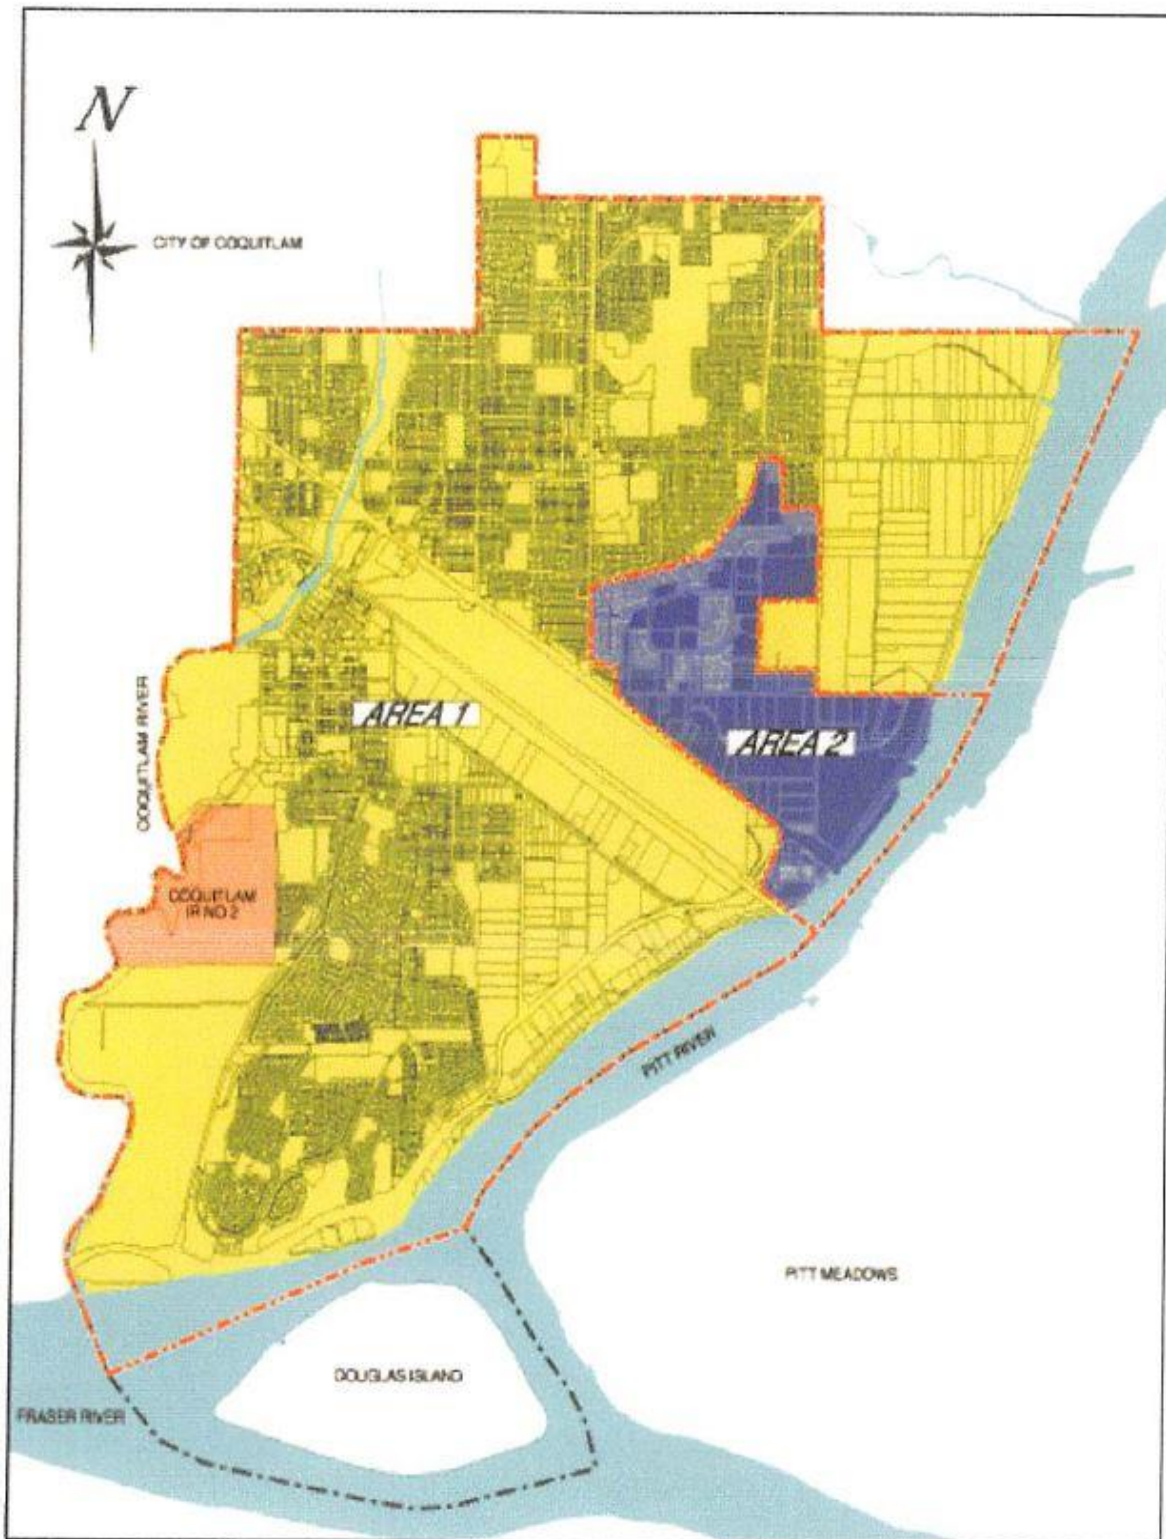 N
CITY OF COQUITLAM
COQUITLAM RIVER
AREA 1
AREA 2
COQUITLAM
IR NO 2
PITT RIVER
PITT MEADOWS
DOUGLAS ISLAND
FRASER RIVER